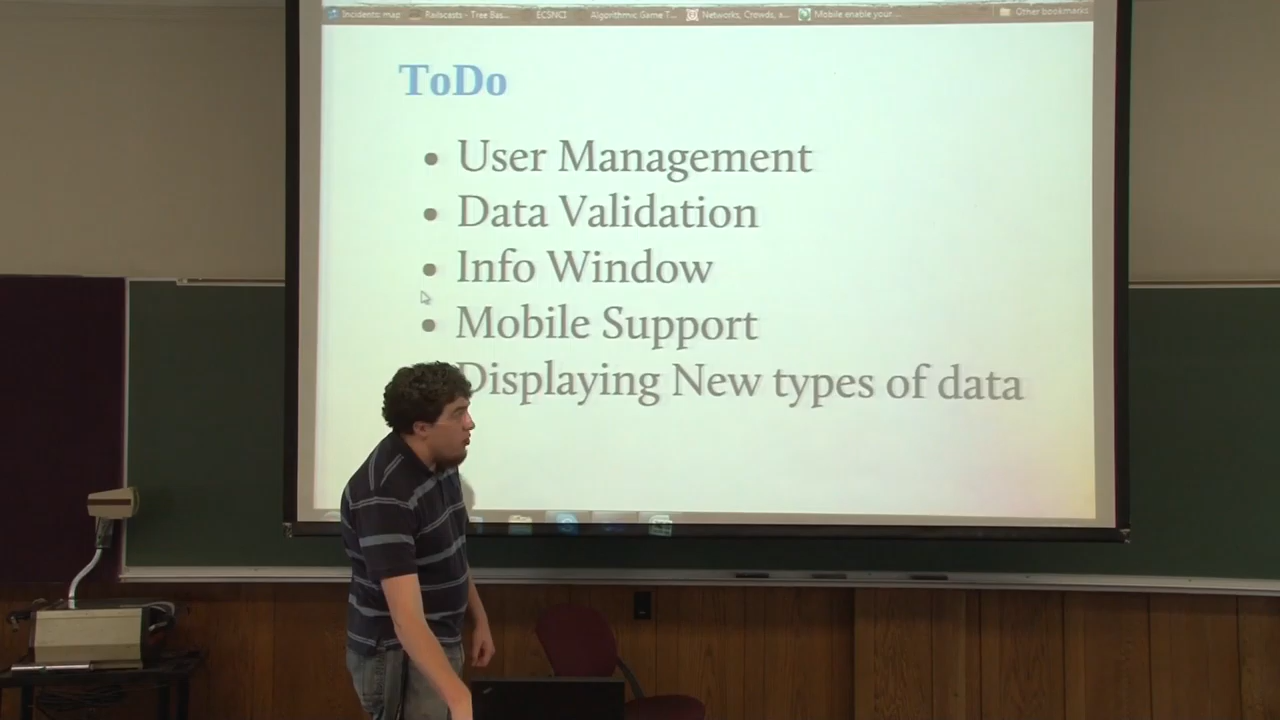 Incidents: map Railscasts - Tree Bas... ECSNCI Algorithmic Game T... Networks, Crowds, a... Mobile enable your ... Other bookmarks
ToDo
• User Management
• Data Validation
• Info Window
• Mobile Support
Displaying New types of data